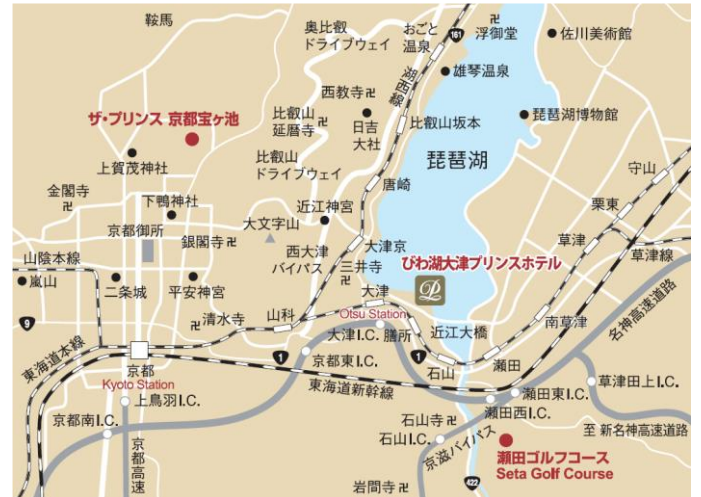 鞍馬
奥比叡
ドライブウェイ
おごと
温泉
161
浮御堂
佐川美術館
雄琴温泉
湖西線
西教寺
比叡山
延暦寺
日吉
大社
比叡山坂本
琵琶湖博物館
ザ・プリンス 京都宝ヶ池
上賀茂神社
比叡山
ドライブウェイ
琵琶湖
守山
金閣寺
下鴨神社
唐崎
栗東
近江神宮
京都御所
大文字山
草津
銀閣寺
西大津
バイパス
大津京
草津線
山陰本線
三井寺
びわ湖大津プリンスホテル
嵐山
二条城
平安神宮
大津
P
名神高速道路
清水寺
山科
Otsu Station
9
大津I.C.
膳所
近江大橋
南草津
東海道本線
1
京都東I.C.
1
石山
瀬田
京都
Kyoto Station
東海道新幹線
瀬田東I.C.
草津田上I.C.
上鳥羽I.C.
瀬田西I.C.
京都南I.C.
石山寺
石山I.C.
京滋バイパス
至 新名神高速道路
京都高速
瀬田ゴルフコース
Seta Golf Course
岩間寺
422